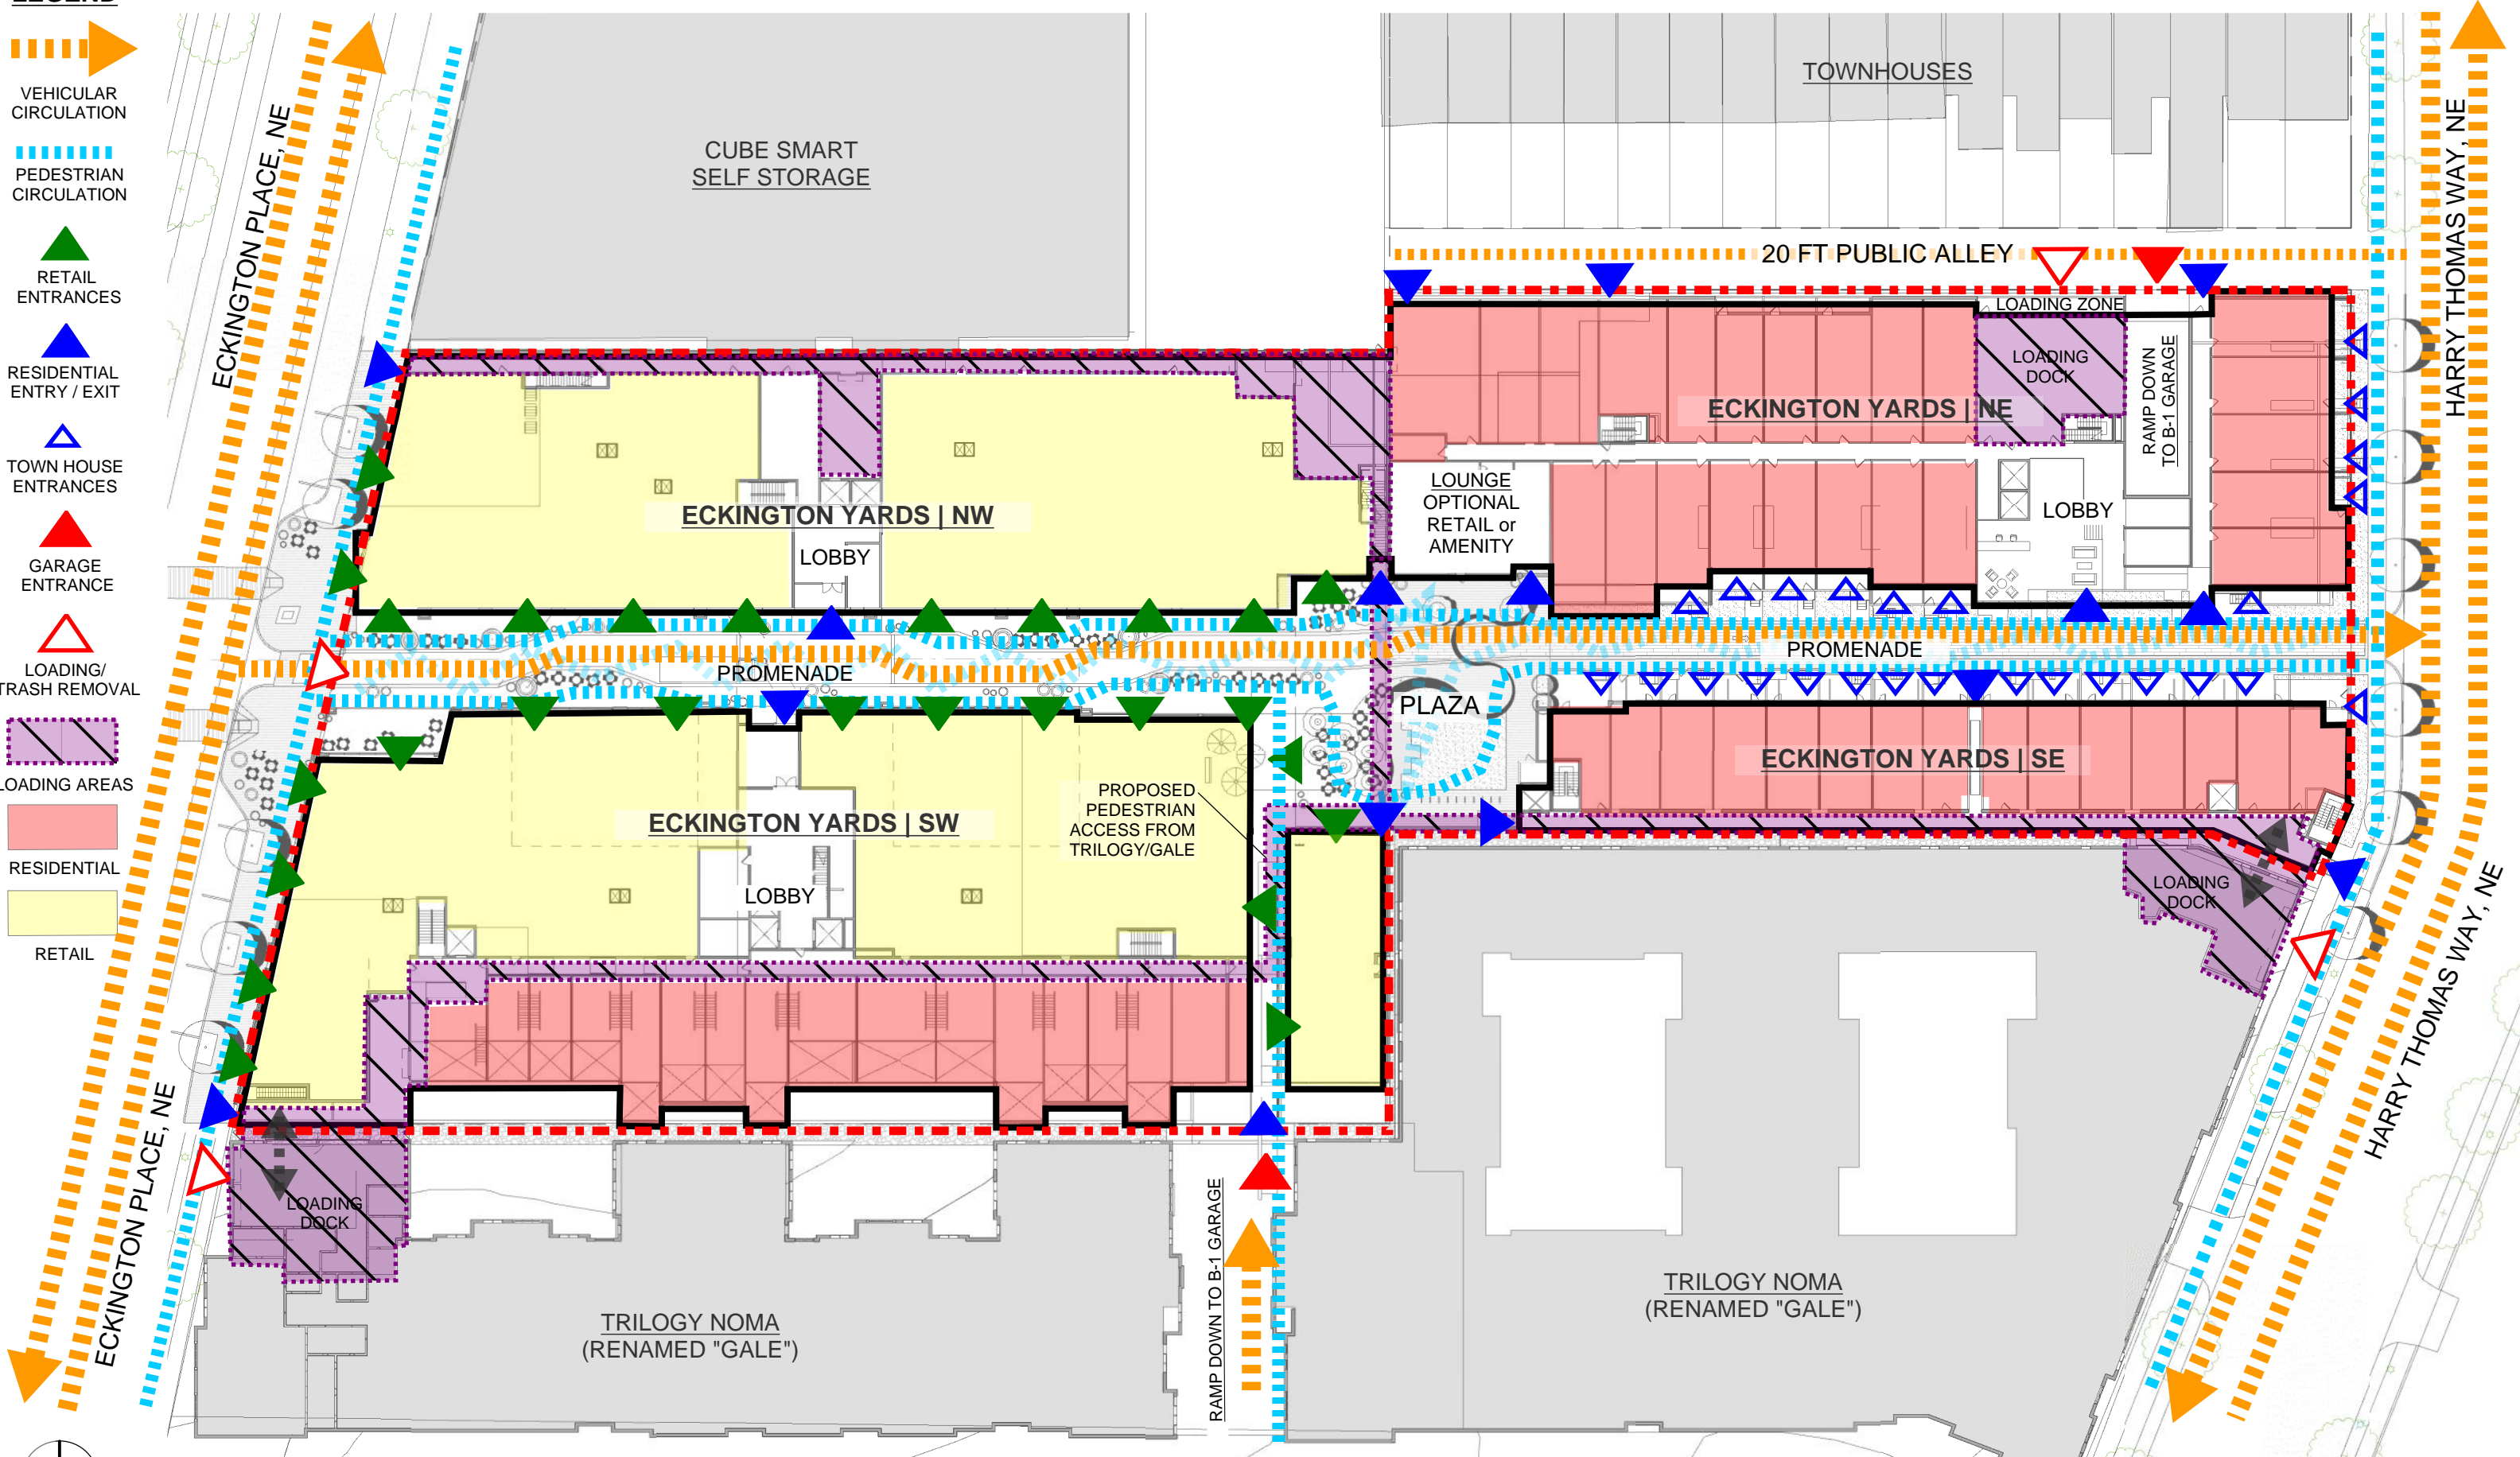 LEGEND
VEHICULAR
CIRCULATION
PEDESTRIAN
CIRCULATION
RETAIL
ENTRANCES
RESIDENTIAL
ENTRY / EXIT
TOWN HOUSE
ENTRANCES
GARAGE
ENTRANCE
LOADING/
TRASH REMOVAL
LOADING AREAS
RESIDENTIAL
RETAIL
ECKINGTON PLACE, NE
ECKINGTON PLACE, NE
CUBE SMART
SELF STORAGE
TOWNHOUSES
20 FT PUBLIC ALLEY
HARRY THOMAS WAY, NE
HARRY THOMAS WAY, NE
LOADING ZONE
LOADING
DOCK
RAMP DOWN
TO B-1 GARAGE
ECKINGTON YARDS | NE
LOUNGE
OPTIONAL
RETAIL or
AMENITY
LOBBY
ECKINGTON YARDS | NW
LOBBY
PROMENADE
PROMENADE
PLAZA
ECKINGTON YARDS | SE
ECKINGTON YARDS | SW
LOBBY
PROPOSED
PEDESTRIAN
ACCESS FROM
TRILOGY/GALE
LOADING
DOCK
LOADING
DOCK
RAMP DOWN TO B-1 GARAGE
TRILOGY NOMA
(RENAMED "GALE")
TRILOGY NOMA
(RENAMED "GALE")